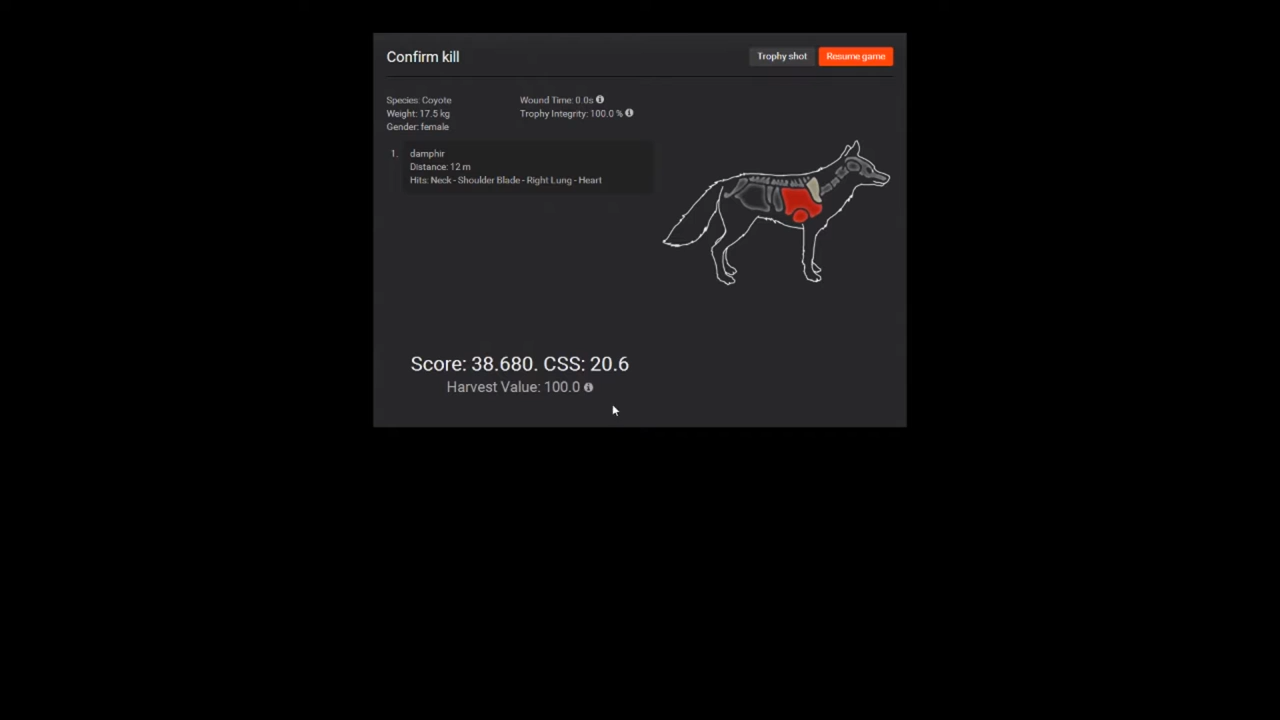 Confirm kill
Trophy shot
Resume game
Species: Coyote
Weight: 17.5 kg
Gender: female
Wound Time: 0.0s
Trophy Integrity: 100.0 %
1.
damphir
Distance: 12 m
Hits: Neck - Shoulder Blade - Right Lung - Heart
Score: 38.680. CSS: 20.6
Harvest Value: 100.0